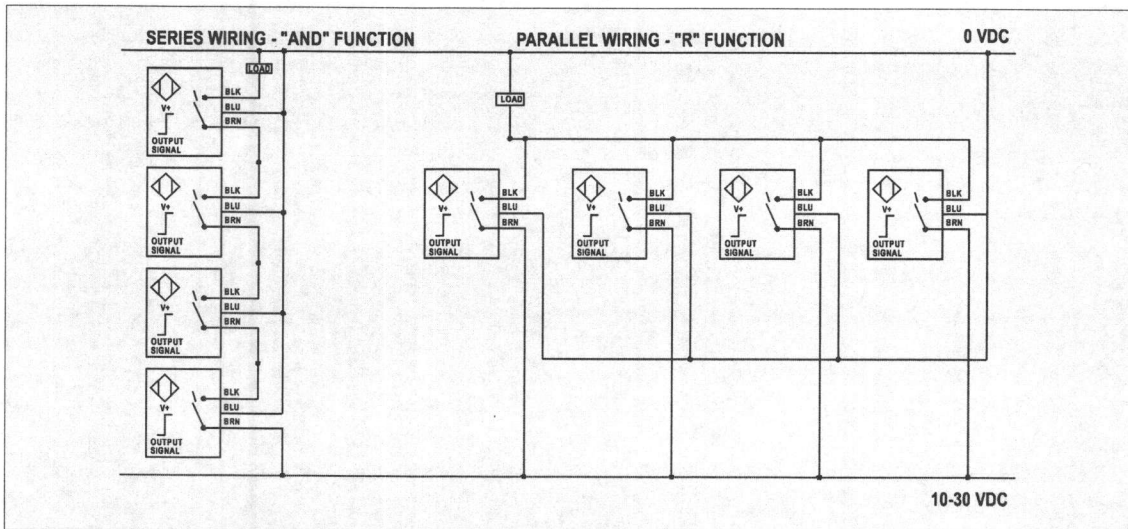 SERIES WIRING - "AND" FUNCTION
PARALLEL WIRING - "R" FUNCTION
0 VDC
LOAD
BLK
BLU
BRN
V+
OUTPUT
SIGNAL
BLK
BLU
BRN
V+
OUTPUT
SIGNAL
BLK
BLU
BRN
V+
OUTPUT
SIGNAL
BLK
BLU
BRN
V+
OUTPUT
SIGNAL
LOAD
BLK
BLU
BRN
V+
OUTPUT
SIGNAL
BLK
BLU
BRN
V+
OUTPUT
SIGNAL
BLK
BLU
BRN
V+
OUTPUT
SIGNAL
BLK
BLU
BRN
V+
OUTPUT
SIGNAL
10-30 VDC